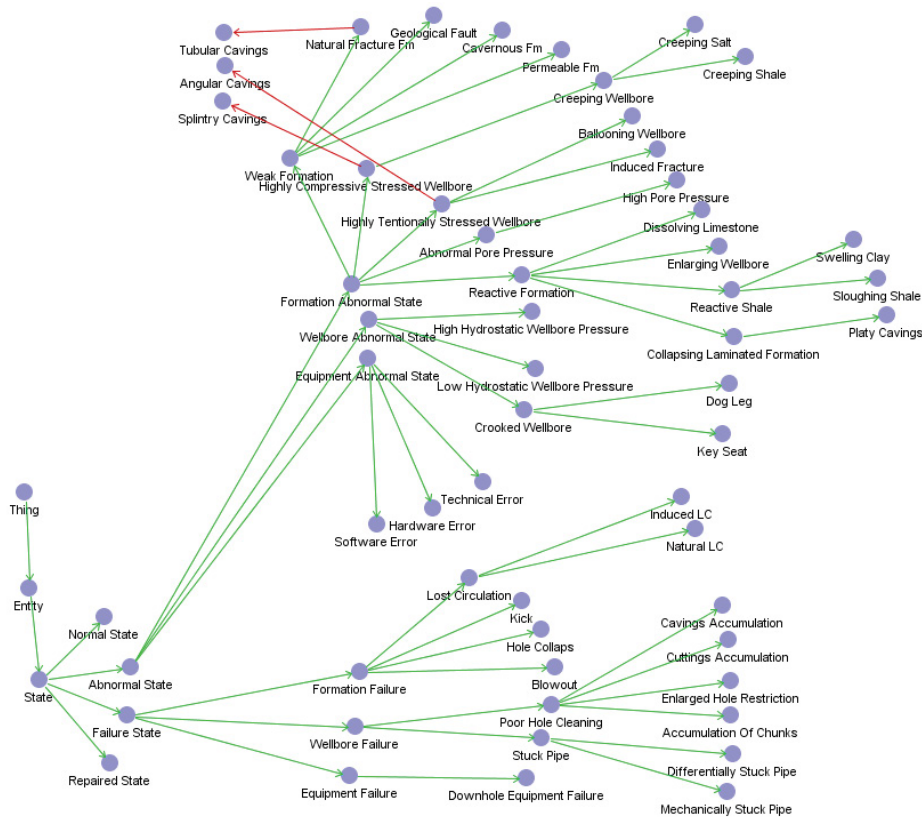 Geological Fault
Tubular Cavings
Natural Fracture Fm
Cavernous Fm
Creeping Salt
Permeable Fm
Creeping Shale
Angular Cavings
Creeping Wellbore
Splintry Cavings
Ballooning Wellbore
Induced Fracture
Weak Formation
Highly Compressive Stressed Wellbore
High Pore Pressure
Highly Tentionally Stressed Wellbore
Dissolving Limestone
Abnormal Pore Pressure
Enlarging Wellbore
Swelling Clay
Formation Abnormal State
Reactive Formation
Reactive Shale
Sloughing Shale
Wellbore Abnormal State
High Hydrostatic Wellbore Pressure
Platy Cavings
Collapsing Laminated Formation
Equipment Abnormal State
Low Hydrostatic Wellbore Pressure
Dog Leg
Crooked Wellbore
Key Seat
Technical Error
Thing
Hardware Error
Induced LC
Software Error
Natural LC
Lost Circulation
Entty
Kick
Cavings Accumulation
Normal State
Hole Collaps
Cuttings Accumulation
Abnormal State
Formation Failure
Blowout
State
Enlarged Hole Restriction
Failure State
Poor Hole Cleaning
Accumulation Of Chunks
Wellbore Failure
Stuck Pipe
Repaired State
Differentially Stuck Pipe
Equipment Failure
Downhole Equipment Failure
Mechanically Stuck Pipe